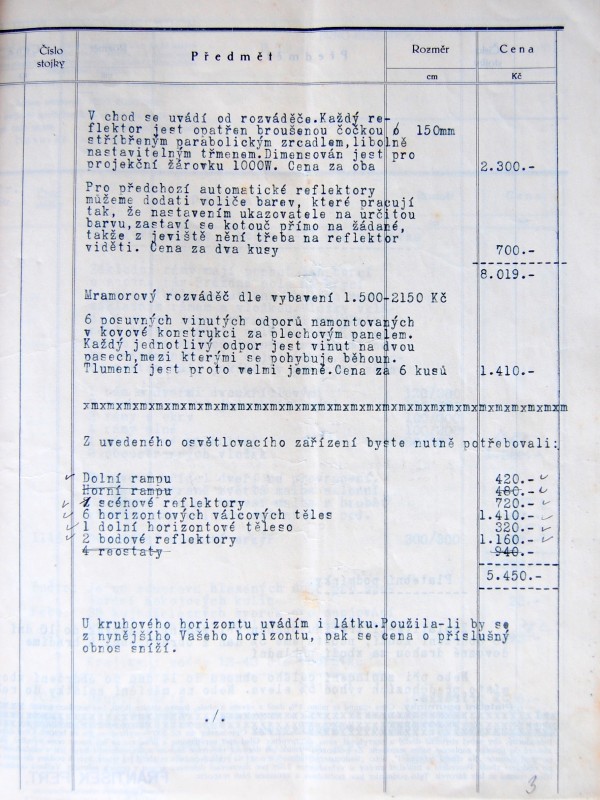 Číslo stojky
Předmět
Rozměr
Cena
cm
Kč
V chod se uvádí od rozváděče.Každý re-
flektor jest opatřen broušenou čočkou ó 150mm
stříbřeným parabolickým zrcadlem,libolně
nastavitelným třmenem.Dimensován jest pro
projekční žárovku 1000W. Cena za oba 2.300.-
Pro předchozí automatické reflektory
můžeme dodati voliče barev, které pracují
tak, že nastavením ukazovatele na určitou
barvu,zastaví se kotouč přímo na žádané,
takže z jeviště nění třeba na reflektor
viděti. Cena za dva kusy 700.-
8.019.-
Mramorový rozváděč dle vybavení 1.500-2150 Kč
6 posuvných vinutých odporů namontovaných
v kovové konstrukci za plechovým panelem.
Každý jednotlivý odpor jest vinut na dvou
pasech,mezi kterými se pohybuje běhoun.
Tlumení jest proto velmi jemné.Cena za 6 kusů 1.410.-
xmxmxmxmxmxmxmxmxmxmxmxmxmxmxmxmxmxmxmxmxmxmxmxmxmxm
Z uvedeného osvětlovacího zařízení byste nutně potřebovali:
Dolní rampu 420.-
Horní rampu 480.-
scénové reflektory 720.-
6 horizontových válcových těles 1.410.-
1 dolní horizontové těleso 320.-
2 bodové reflektory 1.160.-
4 reostaty 940.-
5.450.-
U kruhového horizontu uvádím i látku.Použila-li by se
z nynějšího Vašeho horizontu, pak se cena o příslušný
obnos sníží.
./.
3